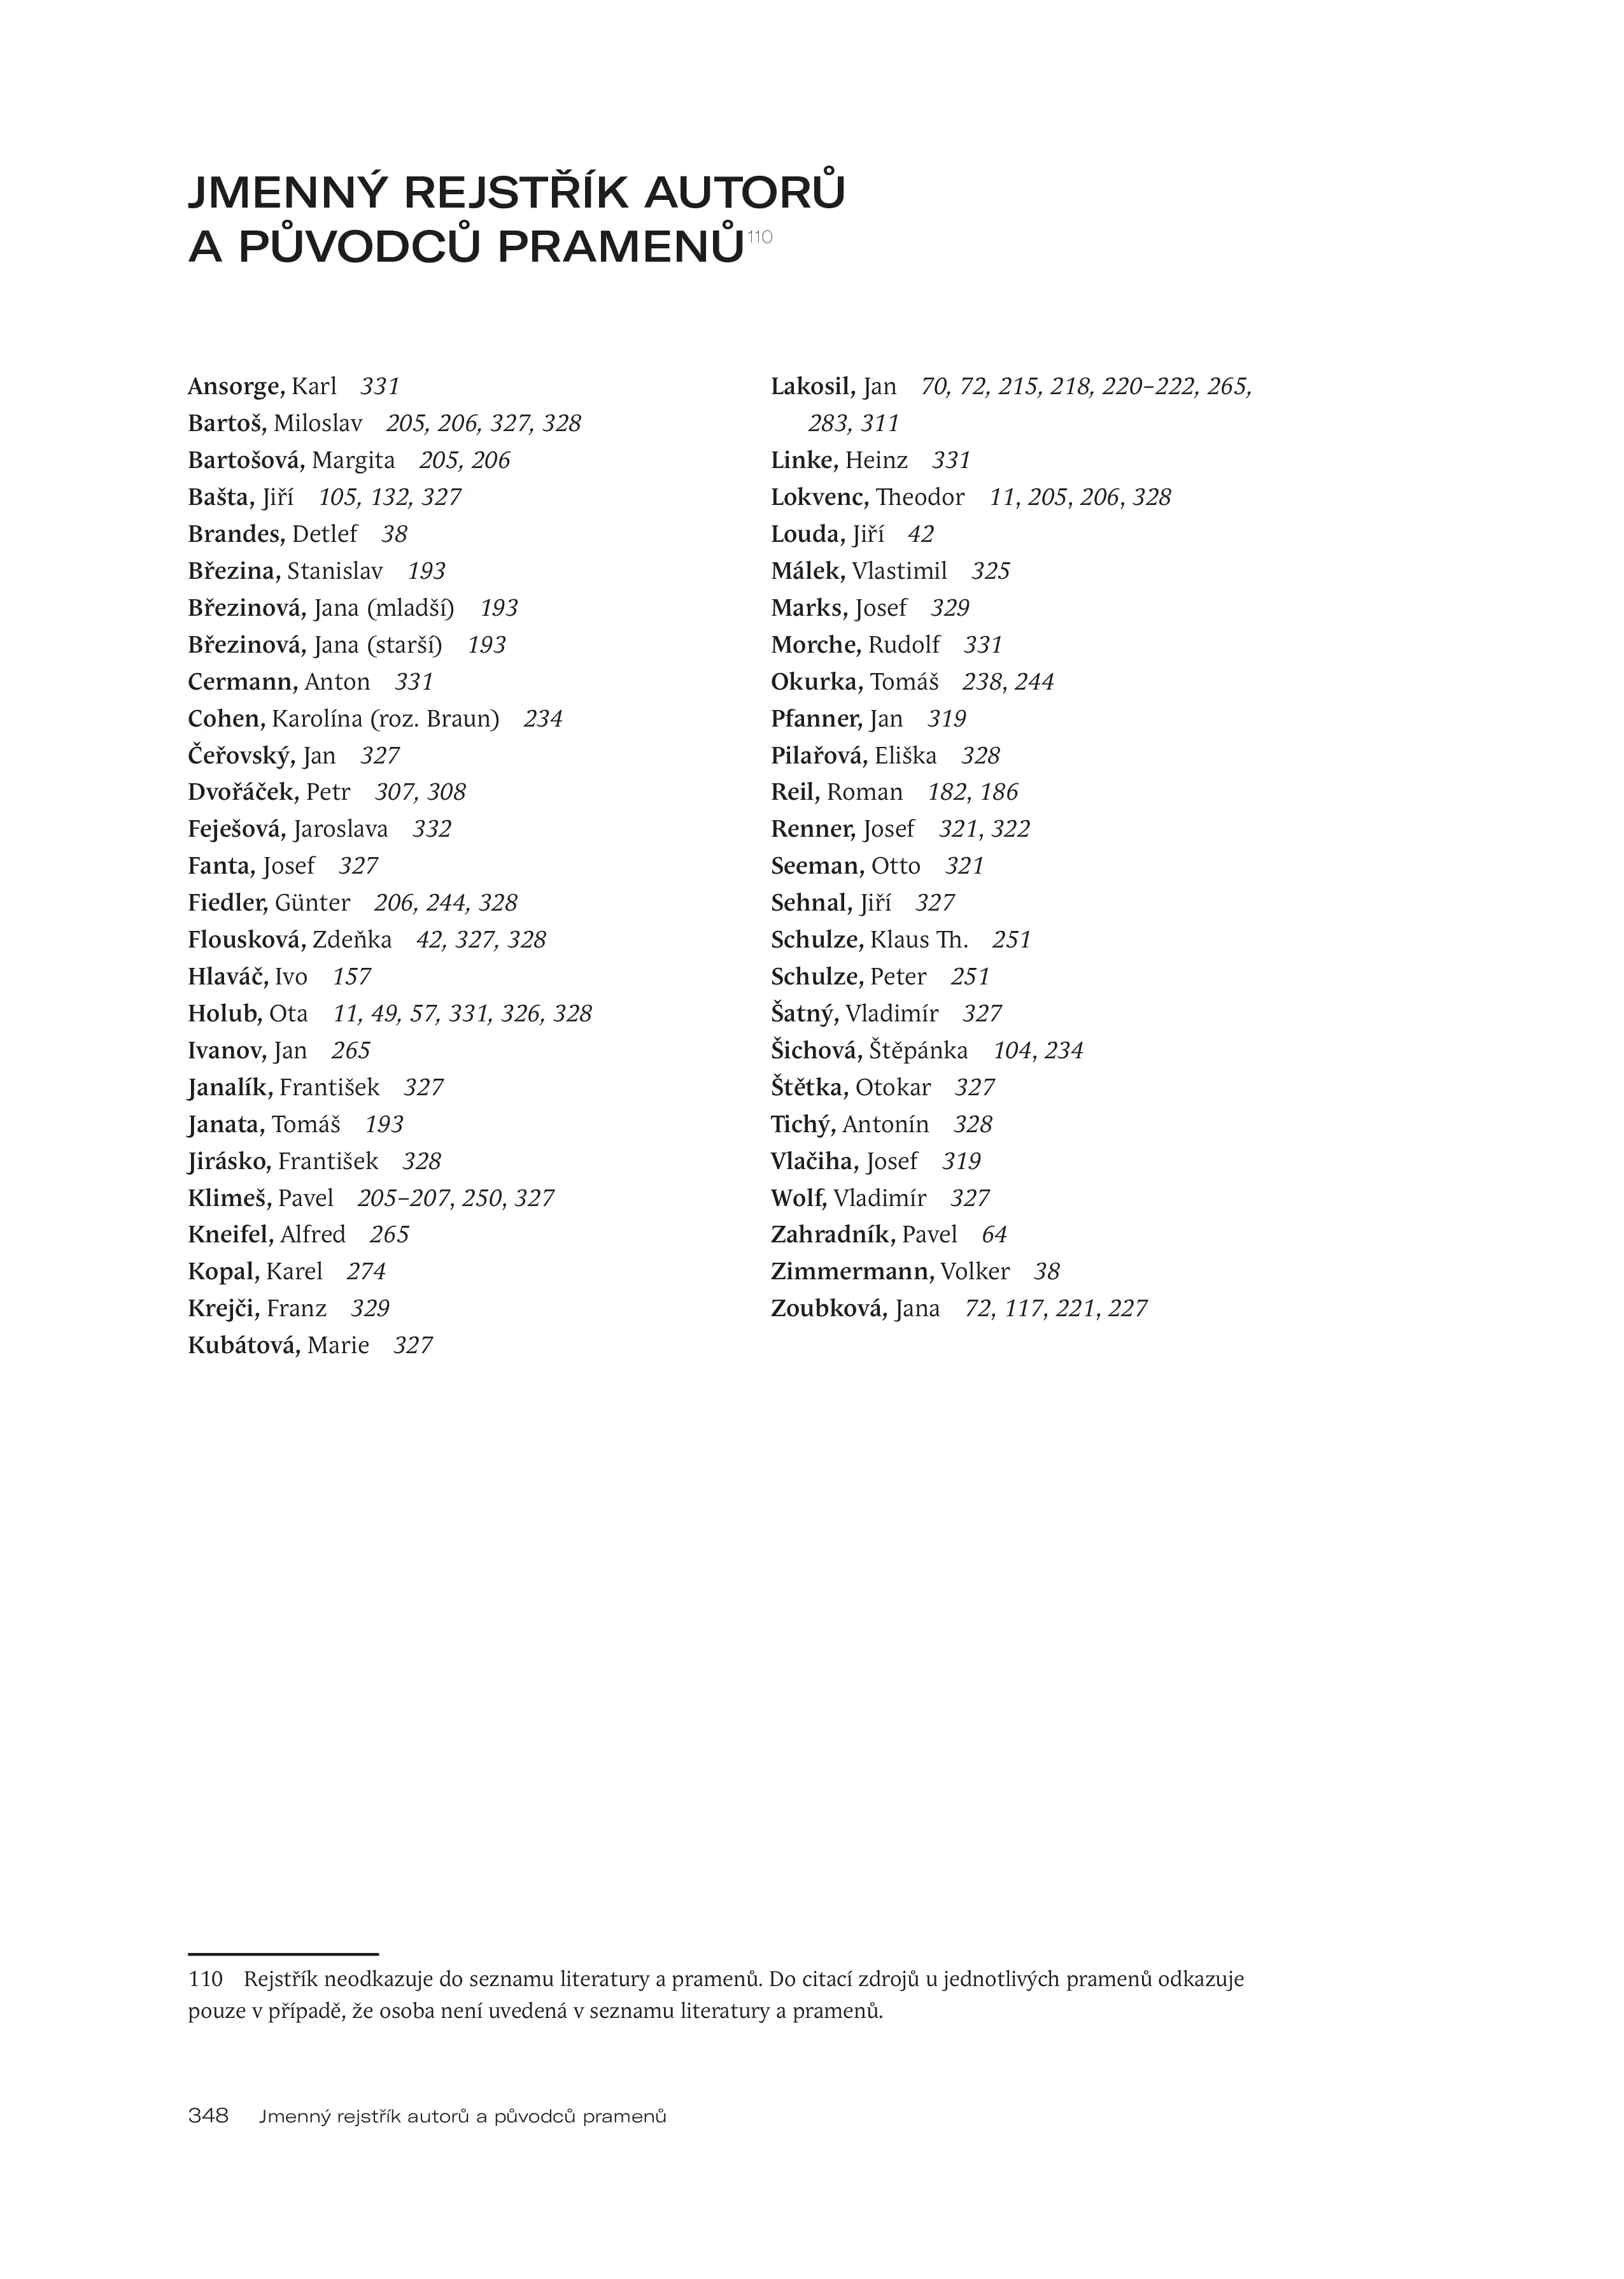 JMENNÝ REJSTŘÍK AUTORŮ
A PŮVODCŮ PRAMENŮ110
Ansorge, Karl 331
Bartoš, Miloslav 205, 206, 327, 328
Bartošová, Margita 205, 206
Bašta, Jiří 105, 132, 327
Brandes, Detlef 38
Březina, Stanislav 193
Březinová, Jana (mladší) 193
Březinová, Jana (starší) 193
Cermann, Anton 331
Cohen, Karolína (roz. Braun) 234
Čeřovský, Jan 327
Dvořáček, Petr 307, 308
Feješová, Jaroslava 332
Fanta, Josef 327
Fiedler, Günter 206, 244, 328
Flousková, Zdeňka 42, 327, 328
Hlaváč, Ivo 157
Holub, Ota 11, 49, 57, 331, 326, 328
Ivanov, Jan 265
Janalík, František 327
Janata, Tomáš 193
Jirásko, František 328
Klimeš, Pavel 205–207, 250, 327
Kneifel, Alfred 265
Kopal, Karel 274
Krejči, Franz 329
Kubátová, Marie 327
Lakosil, Jan 70, 72, 215, 218, 220–222, 265,
283, 311
Linke, Heinz 331
Lokvenc, Theodor 11, 205, 206, 328
Louda, Jiří 42
Málek, Vlastimil 325
Marks, Josef 329
Morche, Rudolf 331
Okurka, Tomáš 238, 244
Pfanner, Jan 319
Pilařová, Eliška 328
Reil, Roman 182, 186
Renner, Josef 321, 322
Seeman, Otto 321
Sehnal, Jiří 327
Schulze, Klaus Th. 251
Schulze, Peter 251
Šatný, Vladimír 327
Šichová, Štěpánka 104, 234
Štětka, Otokar 327
Tichý, Antonín 328
Vlačiha, Josef 319
Wolf, Vladimír 327
Zahradník, Pavel 64
Zimmermann, Volker 38
Zoubková, Jana 72, 117, 221, 227
110 Rejstřík neodkazuje do seznamu literatury a pramenů. Do citací zdrojů u jednotlivých pramenů odkazuje
pouze v případě, že osoba není uvedená v seznamu literatury a pramenů.
348 Jmenný rejstřík autorů a původců pramenů